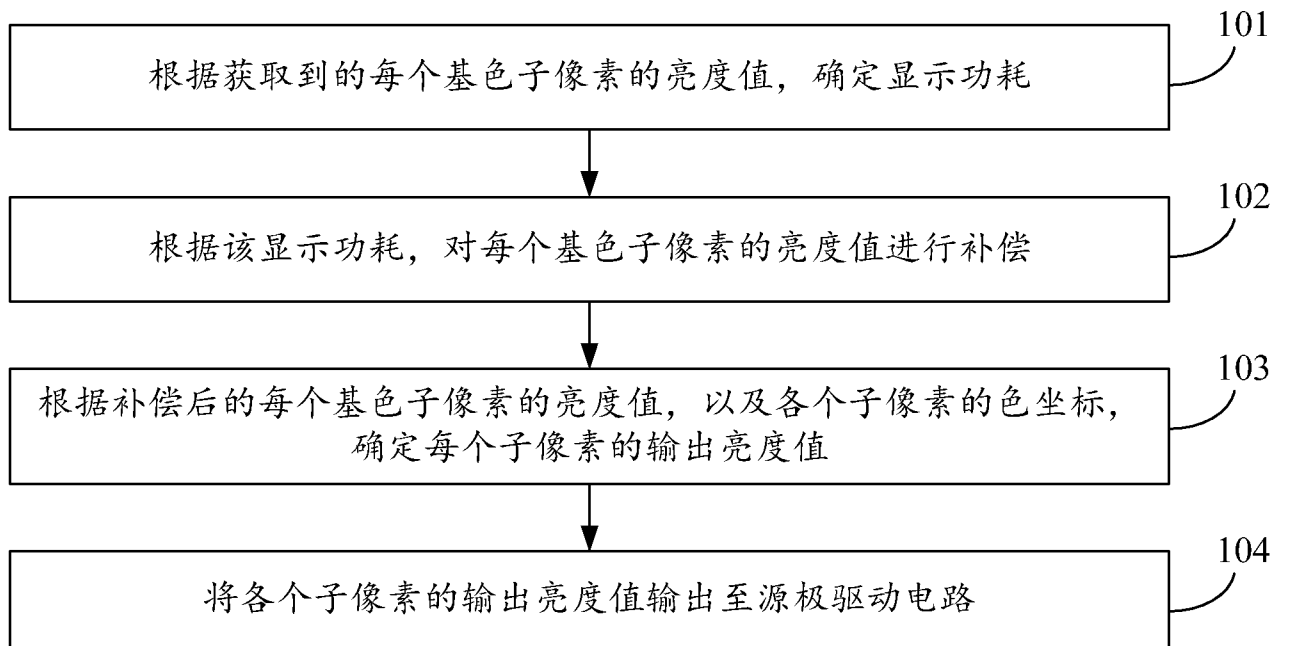 101
根据获取到的每个基色子像素的亮度值，确定显示功耗
102
根据该显示功耗，对每个基色子像素的亮度值进行补偿
103
根据补偿后的每个基色子像素的亮度值，以及各个子像素的色坐标，
确定每个子像素的输出亮度值
104
将各个子像素的输出亮度值输出至源极驱动电路